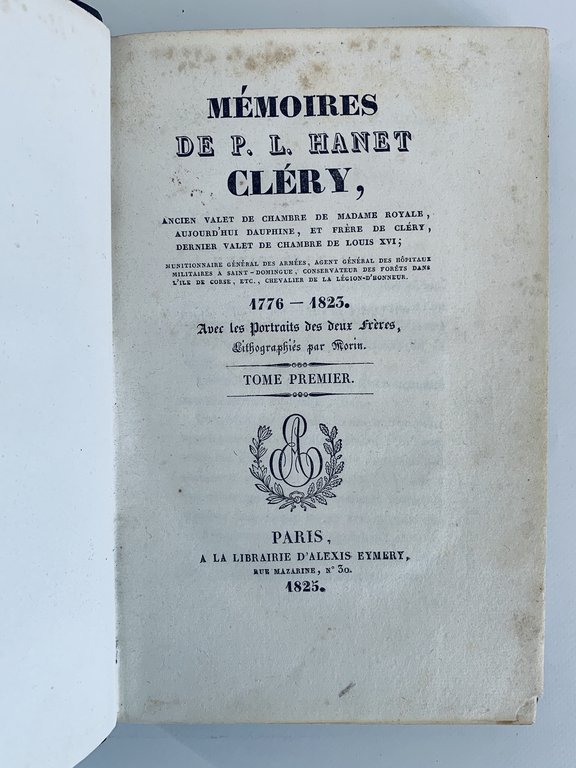 MÉMOIRES
DE P. L. HANET
CLÉRY,
ANCIEN VALET DE CHAMBRE DE MADAME ROYALE,
AUJOURD'HUI DAUPHINE, ET FRÈRE DE CLÉRY,
DERNIER VALET DE CHAMBRE DE LOUIS XVI;
MUNITIONNAIRE GÉNÉRAL DES ARMÉES, AGENT GÉNÉRAL DES HÔPITAUX
MILITAIRES A SAINT-DOMINGUE, CONSERVATEUR DES FORÊTS DANS
L'ILE DE CORSE, ETC., CHEVALIER DE LA LÉGION-D'HONNEUR.
1776 — 1823.
Avec les Portraits des deux Frères,
Lithographiés par Morin.
TOME PREMIER.
PARIS,
A LA LIBRAIRIE D'ALEXIS EYMERY,
RUE MAZARINE, N° 30.
1825.